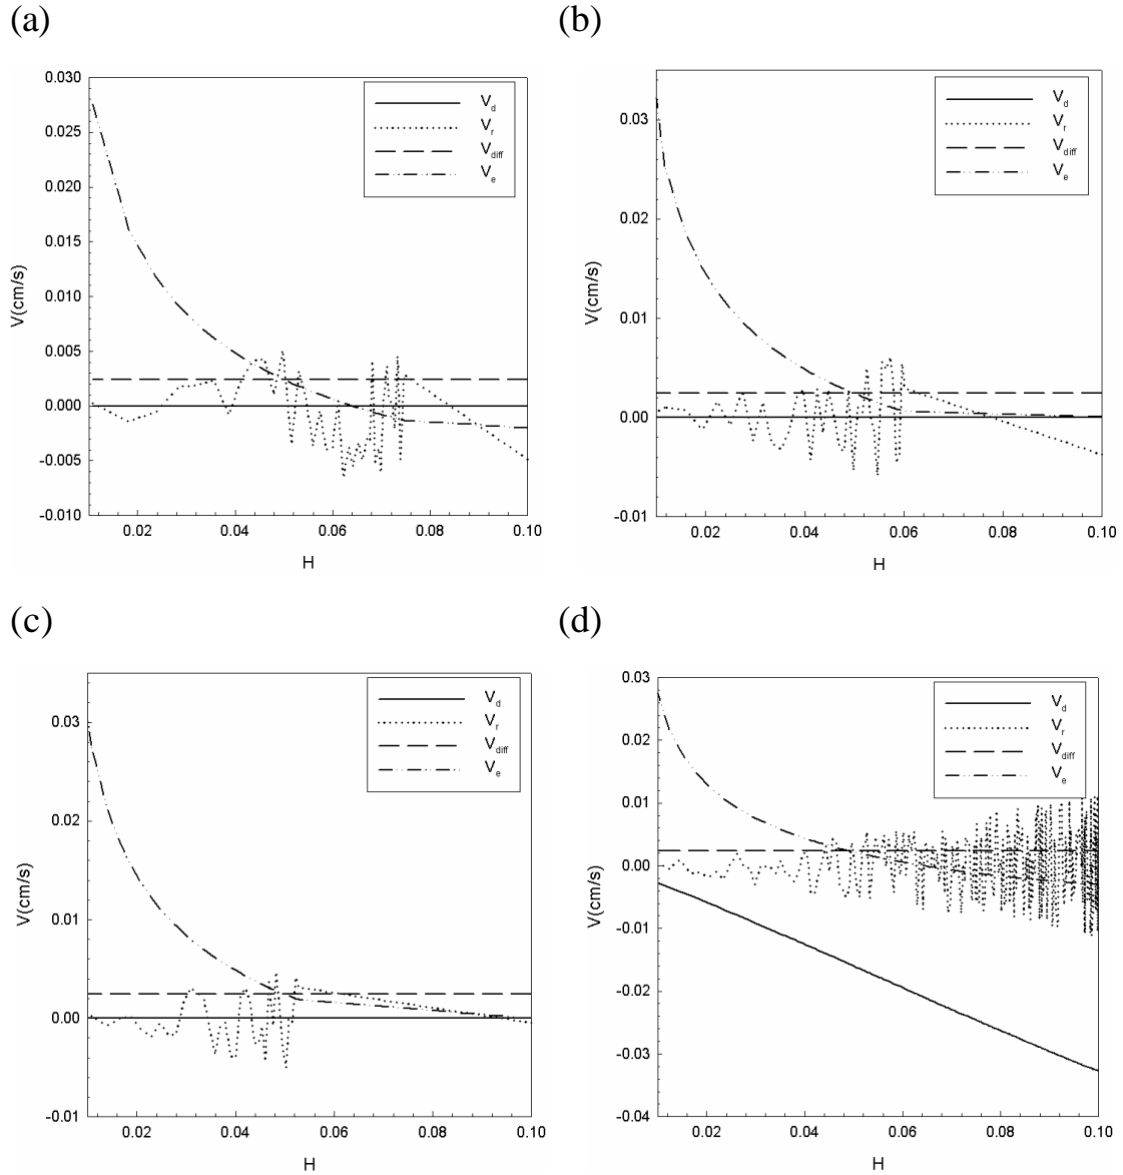 (a)
0.030
0.025
0.020
0.015
0.010
0.005
0.000
-0.005
-0.010
V(cm/s)
0.02 0.04 0.06 0.08 0.10
H
Vd
Vr
Vdiff
Ve
(b)
0.03
0.02
0.01
0.00
-0.01
V(cm/s)
0.02 0.04 0.06 0.08 0.10
H
Vd
Vr
Vdiff
Ve
(c)
0.03
0.02
0.01
0.00
-0.01
V(cm/s)
0.02 0.04 0.06 0.08 0.10
H
Vd
Vr
Vdiff
Ve
(d)
0.03
0.02
0.01
0.00
-0.01
-0.02
-0.03
-0.04
V(cm/s)
0.02 0.04 0.06 0.08 0.10
H
Vd
Vr
Vdiff
Ve